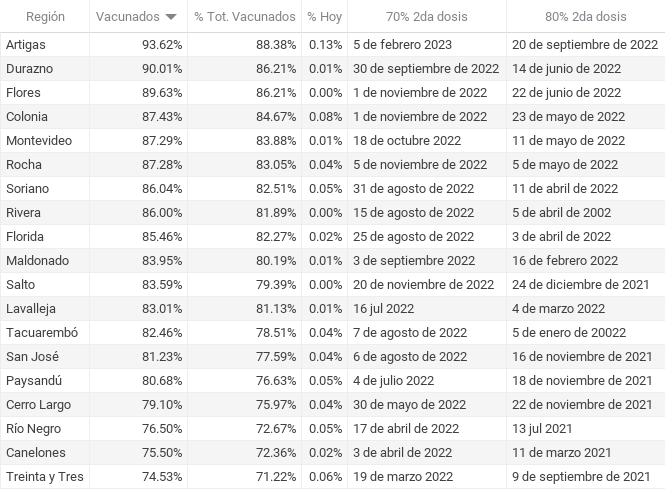 Región Vacunados % Tot. Vacunados % Hoy 70% 2da dosis 80% 2da dosis
Artigas 93.62% 88.38% 0.13% 5 de febrero 2023 20 de septiembre de 2022
Durazno 90.01% 86.21% 0.01% 30 de septiembre de 2022 14 de junio de 2022
Flores 89.63% 86.21% 0.00% 1 de noviembre de 2022 22 de junio de 2022
Colonia 87.43% 84.67% 0.08% 1 de noviembre de 2022 23 de mayo de 2022
Montevideo 87.29% 83.88% 0.01% 18 de octubre 2022 11 de mayo de 2022
Rocha 87.28% 83.05% 0.04% 5 de noviembre de 2022 5 de mayo de 2022
Soriano 86.04% 82.51% 0.05% 31 de agosto de 2022 11 de abril de 2022
Rivera 86.00% 81.89% 0.00% 15 de agosto de 2022 5 de abril de 2002
Florida 85.46% 82.27% 0.02% 25 de agosto de 2022 3 de abril de 2022
Maldonado 83.95% 80.19% 0.01% 3 de septiembre 2022 16 de febrero 2022
Salto 83.59% 79.39% 0.00% 20 de noviembre de 2022 24 de diciembre de 2021
Lavalleja 83.01% 81.13% 0.01% 16 jul 2022 4 de marzo 2022
Tacuarembó 82.46% 78.51% 0.04% 7 de agosto de 2022 5 de enero de 20022
San José 81.23% 77.59% 0.04% 6 de agosto de 2022 16 de noviembre de 2021
Paysandú 80.68% 76.63% 0.05% 4 de julio 2022 18 de noviembre de 2021
Cerro Largo 79.10% 75.97% 0.04% 30 de mayo de 2022 22 de noviembre de 2021
Río Negro 76.50% 72.67% 0.05% 17 de abril de 2022 13 jul 2021
Canelones 75.50% 72.36% 0.02% 3 de abril de 2022 11 de marzo 2021
Treinta y Tres 74.53% 71.22% 0.06% 19 de marzo 2022 9 de septiembre de 2021